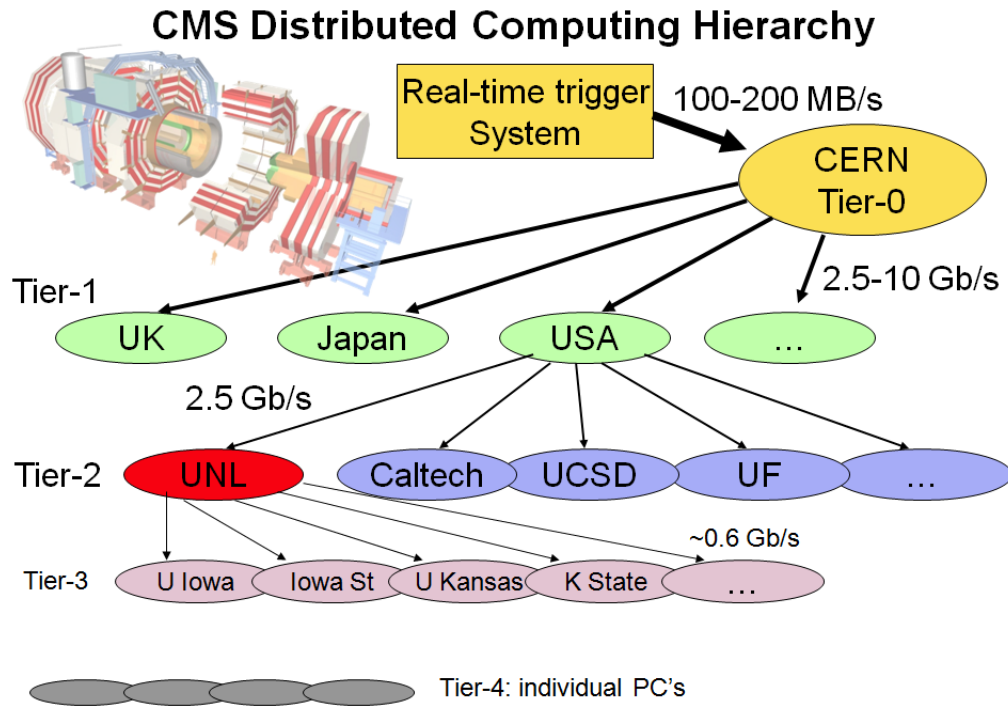 CMS Distributed Computing Hierarchy
Real-time trigger
System
100-200 MB/s
CERN
Tier-0
Tier-1
2.5-10 Gb/s
UK
Japan
USA
...
2.5 Gb/s
Tier-2
UNL
Caltech
UCSD
UF
...
~0.6 Gb/s
Tier-3
U Iowa
Iowa St
U Kansas
K State
...
Tier-4: individual PC's